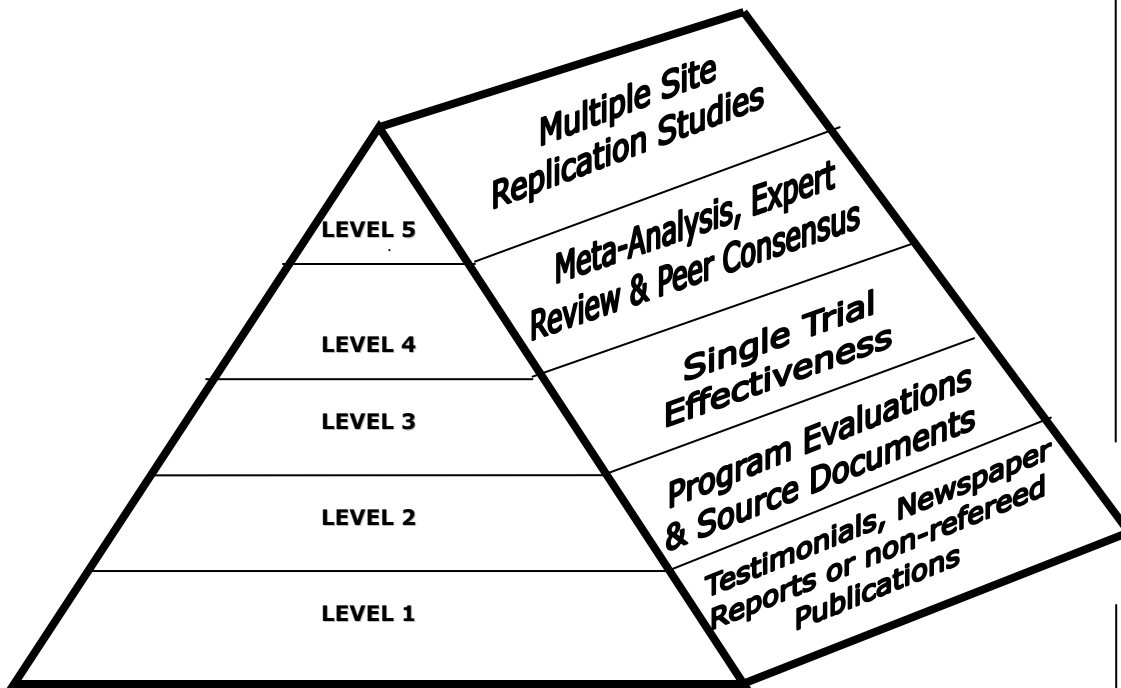 Multiple Site
Replication Studies
LEVEL 5
Meta-Analysis, Expert
Review & Peer Consensus
LEVEL 4
Single Trial
Effectiveness
LEVEL 3
Program Evaluations
& Source Documents
LEVEL 2
Testimonials, Newspaper
Reports or non-refereed
Publications
LEVEL 1